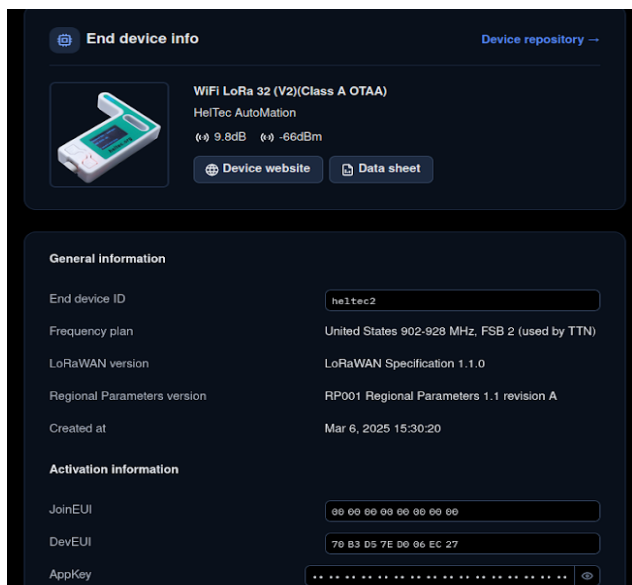 End device info
Device repository →
WiFi LoRa 32 (V2)(Class A OTAA)
HelTec AutoMation
9.8dB -66dBm
Device website Data sheet
General information
End device ID heltec2
Frequency plan United States 902-928 MHz, FSB 2 (used by TTN)
LoRaWAN version LoRaWAN Specification 1.1.0
Regional Parameters version RP001 Regional Parameters 1.1 revision A
Created at Mar 6, 2025 15:30:20
Activation information
JoinEUI 00 00 00 00 00 00 00 00
DevEUI 70 B3 D5 7E D0 06 EC 27
AppKey •• •• •• •• •• •• •• •• •• •• •• •• •• •• •• ••